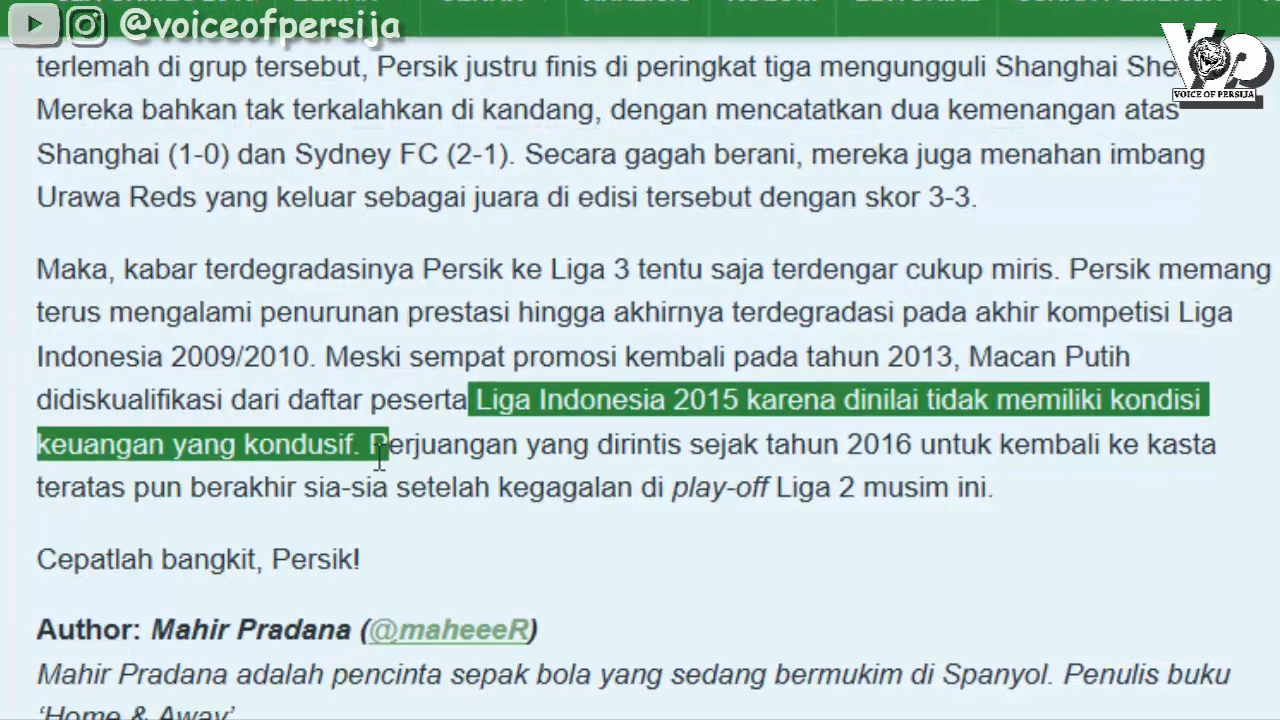 @voiceofpersija
VOICE OF PERSIJA
terlemah di grup tersebut, Persik justru finis di peringkat tiga mengungguli Shanghai
Mereka bahkan tak terkalahkan di kandang, dengan mencatatkan dua kemenangan atas
Shanghai (1-0) dan Sydney FC (2-1). Secara gagah berani, mereka juga menahan imbang
Urawa Reds yang keluar sebagai juara di edisi tersebut dengan skor 3-3.
Maka, kabar terdegradasinya Persik ke Liga 3 tentu saja terdengar cukup miris. Persik memang
terus mengalami penurunan prestasi hingga akhirnya terdegradasi pada akhir kompetisi Liga
Indonesia 2009/2010. Meski sempat promosi kembali pada tahun 2013, Macan Putih
didiskualifikasi dari daftar peserta Liga Indonesia 2015 karena dinilai tidak memiliki kondisi
keuangan yang kondusif. Perjuangan yang dirintis sejak tahun 2016 untuk kembali ke kasta
teratas pun berakhir sia-sia setelah kegagalan di play-off Liga 2 musim ini.
Cepatlah bangkit, Persik!
Author: Mahir Pradana (@maheeeR)
Mahir Pradana adalah pencinta sepak bola yang sedang bermukim di Spanyol. Penulis buku
‘Home & Away’